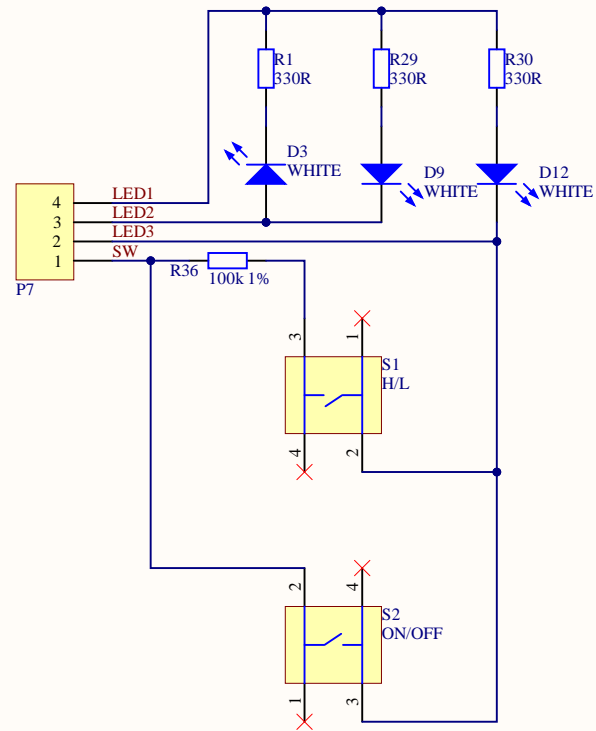 R1
330R
R29
330R
R30
330R
D3
WHITE
D9
WHITE
D12
WHITE
4
LED1
3
LED2
2
LED3
1
SW
P7
R36
100k 1%
3
1
S1
H/L
4
2
2
4
S2
ON/OFF
1
3